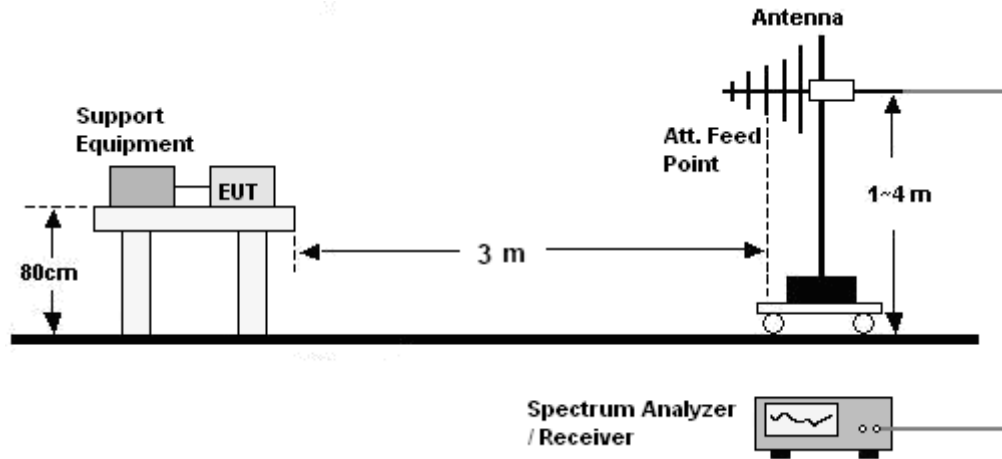 Antenna
Support
Equipment
Att. Feed
Point
EUT
1~4 m
3 m
80cm
Spectrum Analyzer
/ Receiver